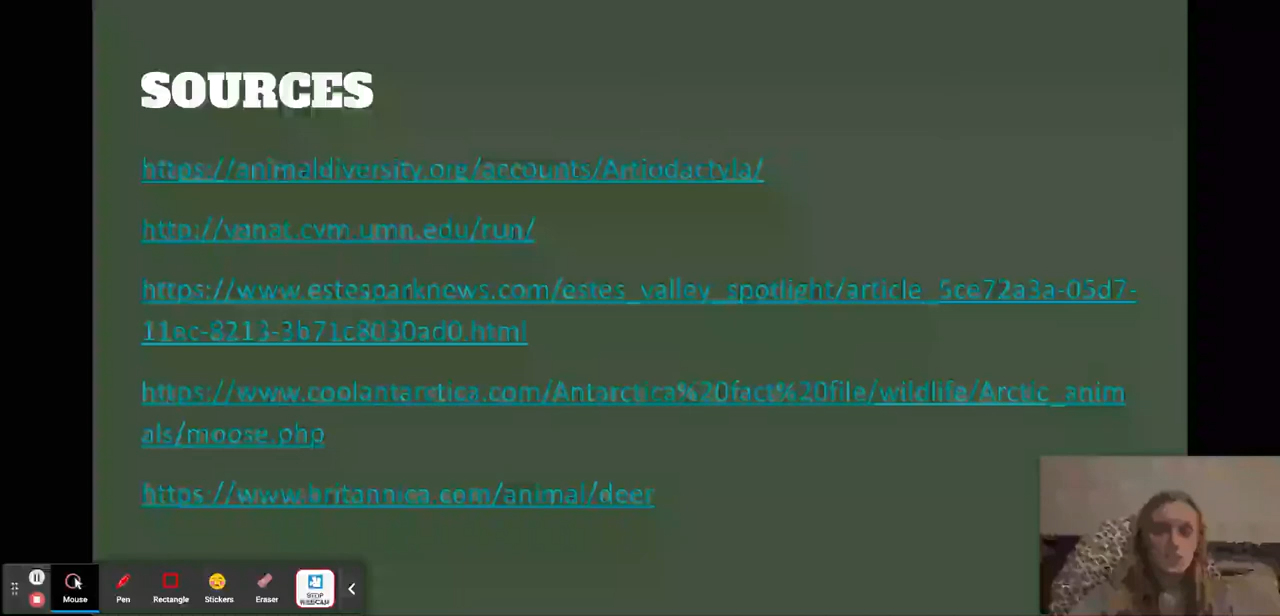 SOURCES
https://animaldiversity.org/accounts/Artiodactyla/
http://vanat.cvm.umn.edu/run/
https://www.estesparknews.com/estes_valley_spotlight/article_5ce72a3a-05d7-
11ec-8213-3b71c8030ad0.html
https://www.coolantarctica.com/Antarctica%20fact%20file/wildlife/Arctic_anim
als/moose.php
https://www.britannica.com/animal/deer
Mouse
Pen
Rectangle
Stickers
Eraser
STOP
WEBCAM